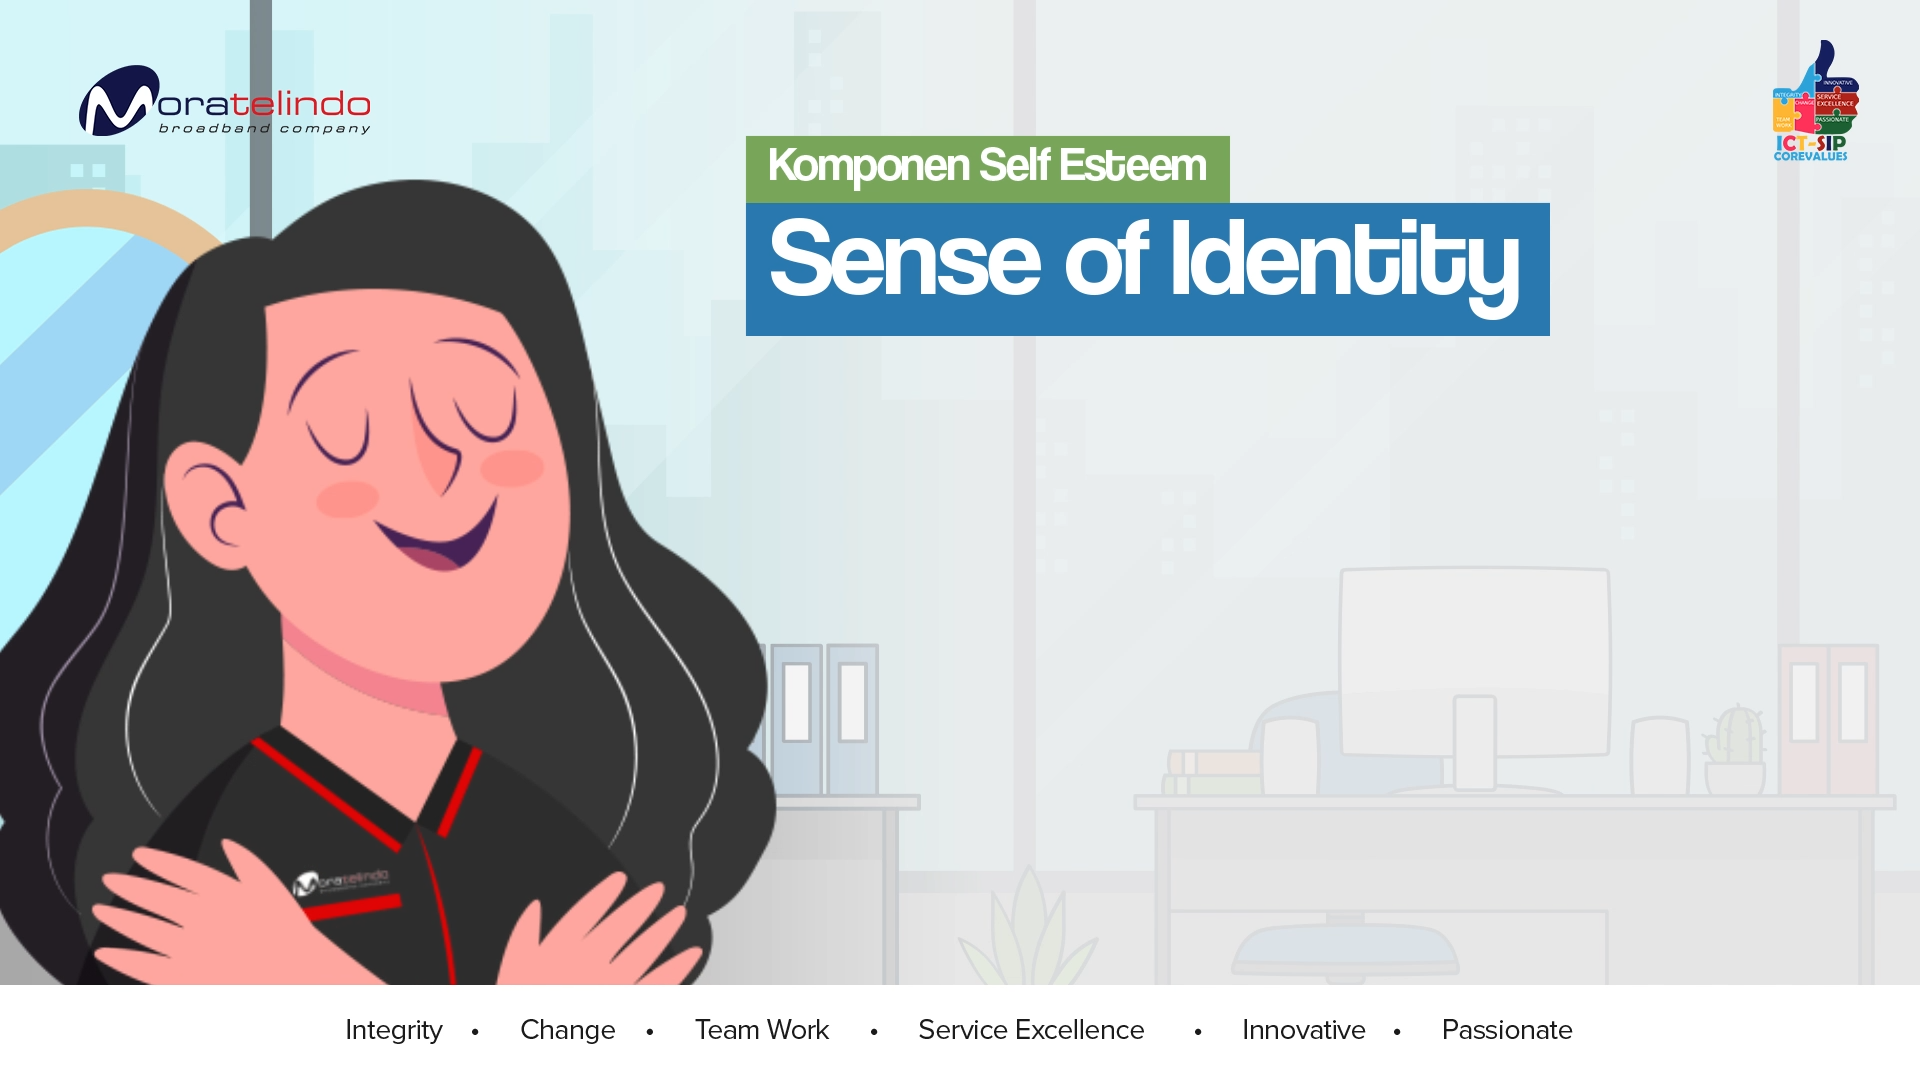 Moratelindo
broadband company
INNOVATIVE
INTEGRITY
CHANGE
SERVICE
EXCELLENCE
TEAM
WORK
PASSIONATE
ICT-SIP
COREVALUES
Komponen Self Esteem
Sense of Identity
Moratelindo
Integrity • Change • Team Work • Service Excellence • Innovative • Passionate